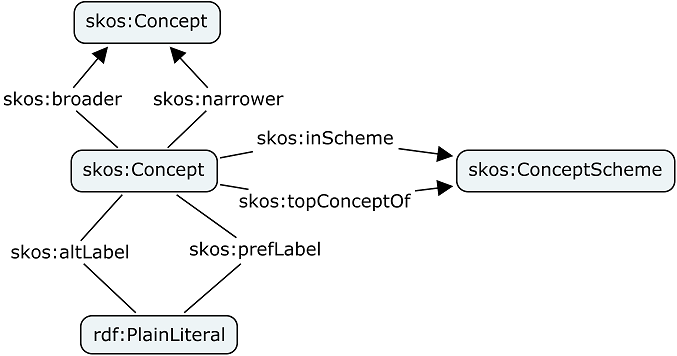 skos:Concept
skos:broader
skos:narrower
skos:inScheme
skos:Concept
skos:ConceptScheme
skos:topConceptOf
skos:altLabel
skos:prefLabel
rdf:PlainLiteral